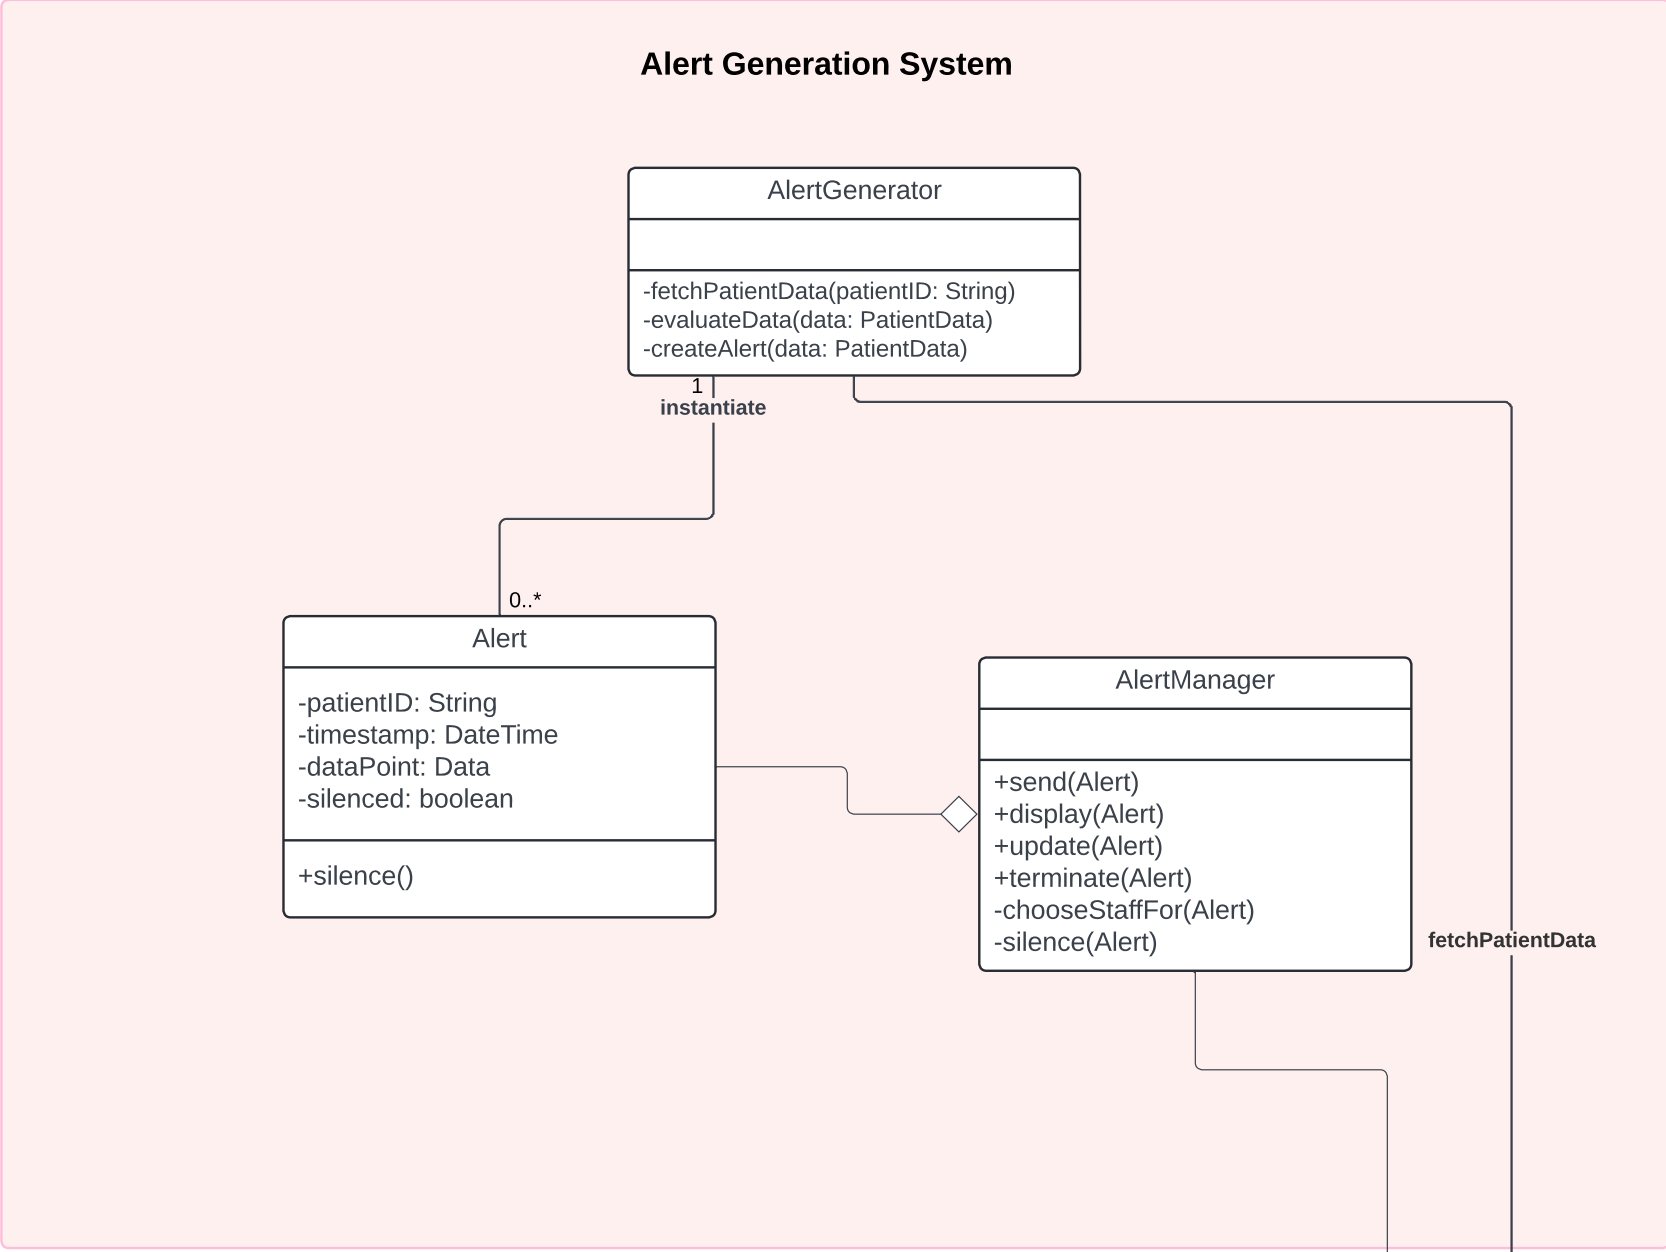 Alert Generation System
AlertGenerator
-fetchPatientData(patientID: String)
-evaluateData(data: PatientData)
-createAlert(data: PatientData)
1
instantiate
0..*
Alert
-patientID: String
-timestamp: DateTime
-dataPoint: Data
-silenced: boolean
+silence()
AlertManager
+send(Alert)
+display(Alert)
+update(Alert)
+terminate(Alert)
-chooseStaffFor(Alert)
-silence(Alert)
fetchPatientData